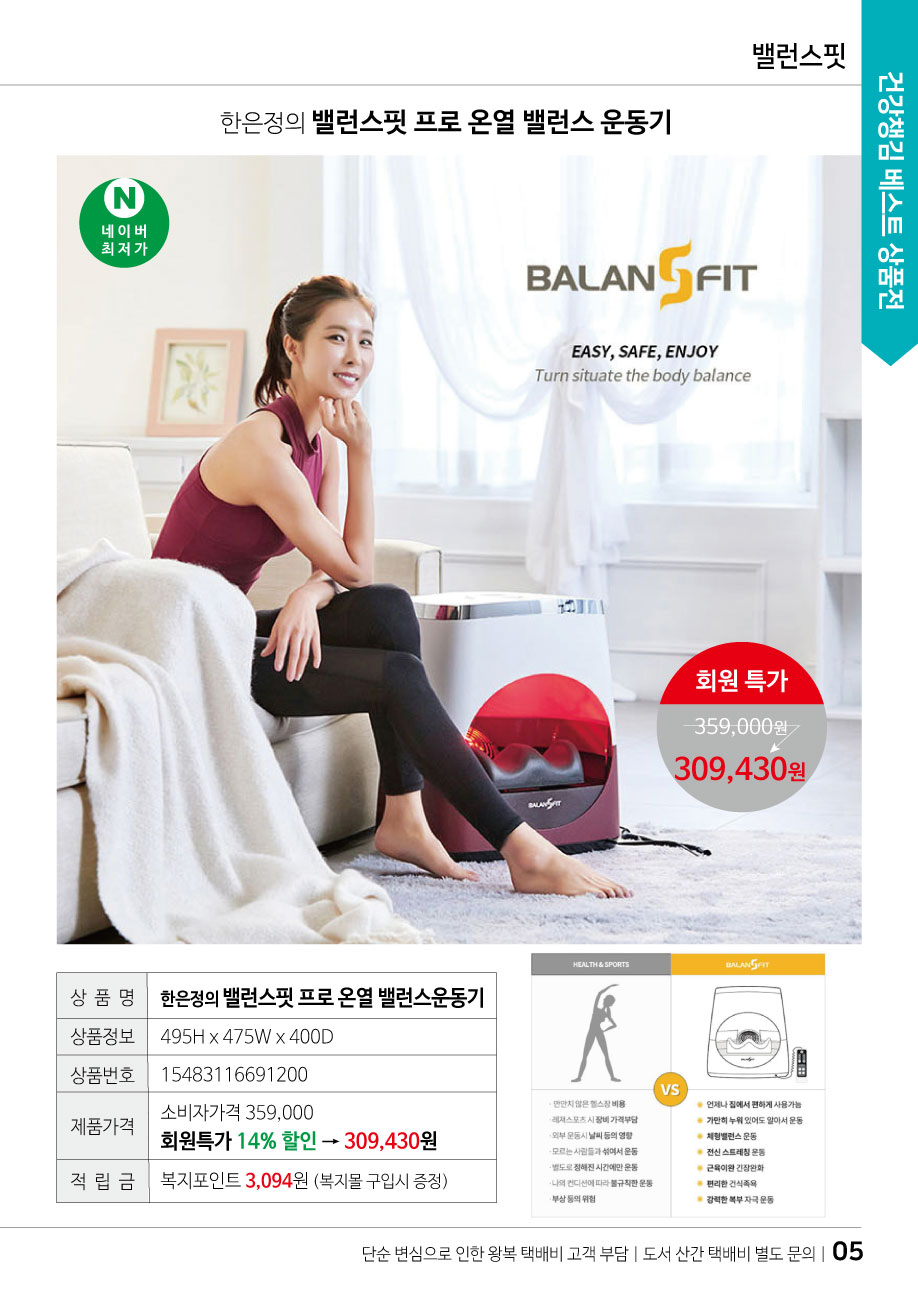 밸런스핏
건강챙김 베스트 상품전
한은정의 밸런스핏 프로 온열 밸런스 운동기
N
네이버
최저가
BALANSFIT
EASY, SAFE, ENJOY
Turn situate the body balance
회원 특가
359,000원
309,430원
BALANSFIT
상 품 명 한은정의 밸런스핏 프로 온열 밸런스운동기
상품정보 495H x 475W x 400D
상품번호 15483116691200
제품가격 소비자가격 359,000
회원특가 14% 할인 → 309,430원
적 립 금 복지포인트 3,094원 (복지몰 구입시 증정)
HEALTH & SPORTS
BALANSFIT
BALANSFIT
VS
· 만만치 않은 헬스장 비용
· 레져스포츠 시 장비 가격부담
· 외부 운동시 날씨 등의 영향
· 모르는 사람들과 섞여서 운동
· 별도로 정해진 시간에만 운동
· 나의 컨디션에 따라 불규칙한 운동
· 부상 등의 위험
언제나 집에서 편하게 사용가능
가만히 누워 있어도 알아서 운동
체형밸런스 운동
전신 스트레칭 운동
근육이완 긴장완화
편리한 건식족욕
강력한 복부 자극 운동
단순 변심으로 인한 왕복 택배비 고객 부담 | 도서 산간 택배비 별도 문의 | 05